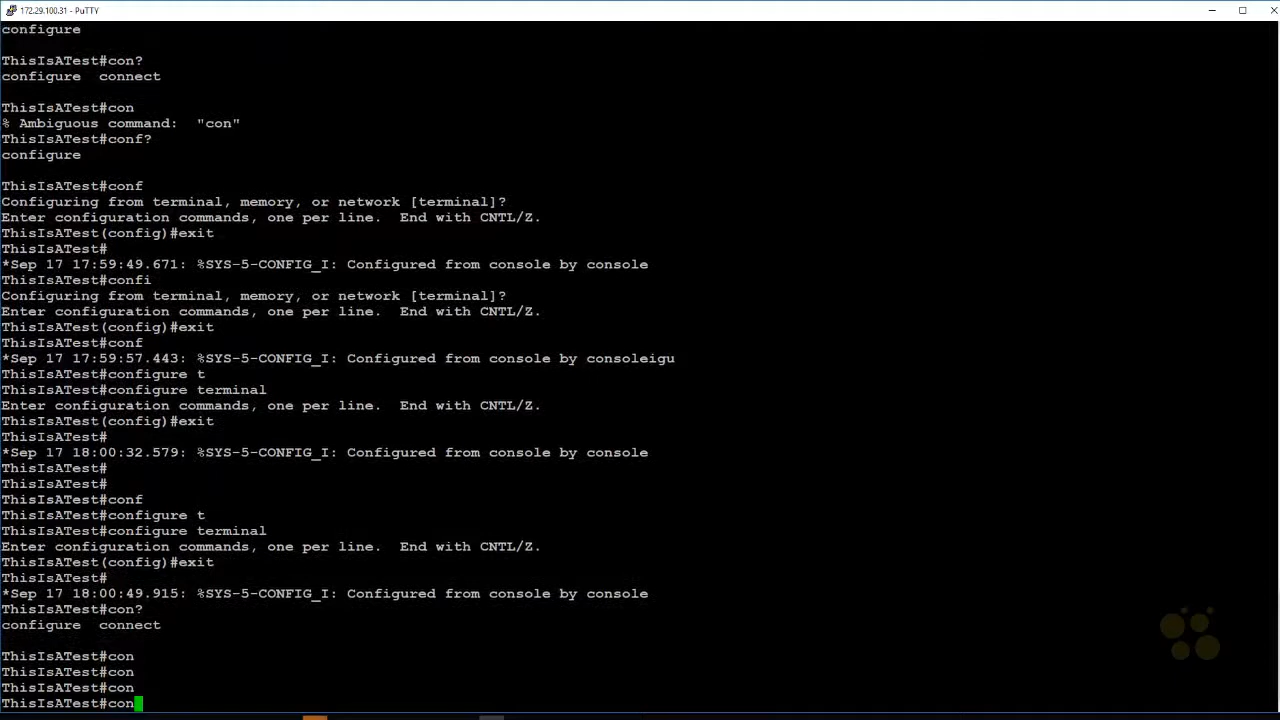 172.29.100.31 - PuTTY
configure
ThisIsATest#con?
configure  connect
ThisIsATest#con
% Ambiguous command:  "con"
ThisIsATest#conf?
configure
ThisIsATest#conf
Configuring from terminal, memory, or network [terminal]?
Enter configuration commands, one per line.  End with CNTL/Z.
ThisIsATest(config)#exit
ThisIsATest#
*Sep 17 17:59:49.671: %SYS-5-CONFIG_I: Configured from console by console
ThisIsATest#confi
Configuring from terminal, memory, or network [terminal]?
Enter configuration commands, one per line.  End with CNTL/Z.
ThisIsATest(config)#exit
ThisIsATest#conf
*Sep 17 17:59:57.443: %SYS-5-CONFIG_I: Configured from console by consoleigu
ThisIsATest#configure t
ThisIsATest#configure terminal
Enter configuration commands, one per line.  End with CNTL/Z.
ThisIsATest(config)#exit
ThisIsATest#
*Sep 17 18:00:32.579: %SYS-5-CONFIG_I: Configured from console by console
ThisIsATest#
ThisIsATest#
ThisIsATest#conf
ThisIsATest#configure t
ThisIsATest#configure terminal
Enter configuration commands, one per line.  End with CNTL/Z.
ThisIsATest(config)#exit
ThisIsATest#
*Sep 17 18:00:49.915: %SYS-5-CONFIG_I: Configured from console by console
ThisIsATest#con?
configure  connect
ThisIsATest#con
ThisIsATest#con
ThisIsATest#con
ThisIsATest#con